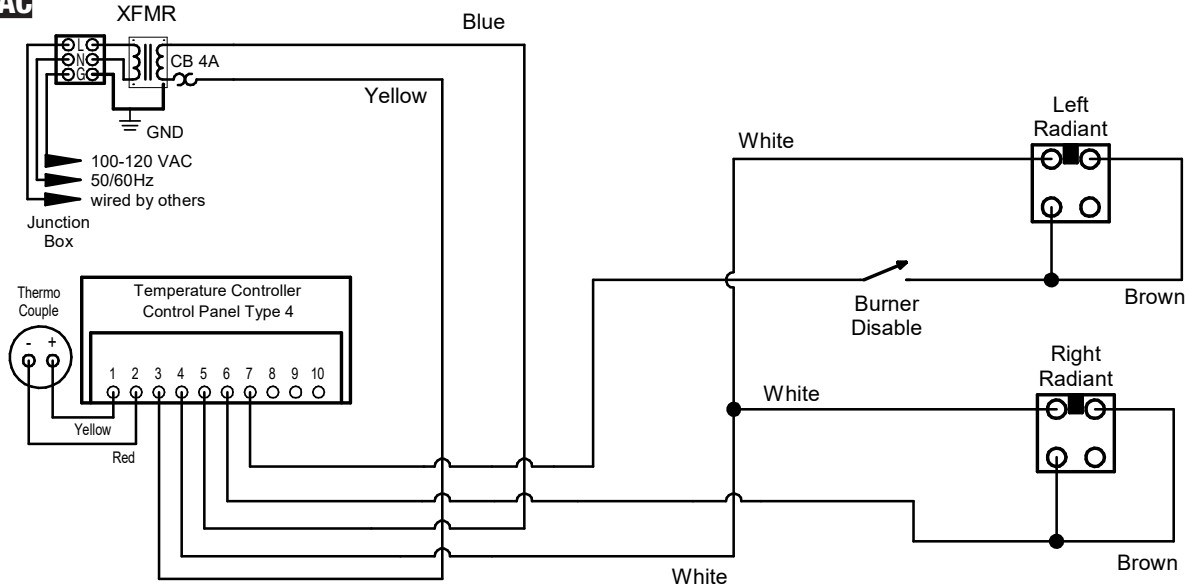 AC
XFMR
Blue
L
N
G
CB 4A
Yellow
GND
100-120 VAC
50/60Hz
wired by others
Junction
Box
Left
Radiant
White
Burner
Disable
Brown
Thermo
Couple
- +
Temperature Controller
Control Panel Type 4
1 2 3 4 5 6 7 8 9 10
Yellow
Red
Right
Radiant
White
Brown
White